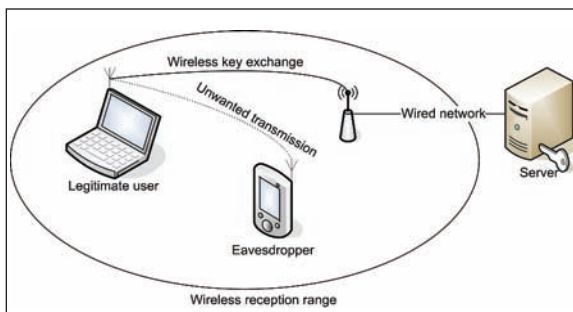 Wireless key exchange
Unwanted transmission
Wired network
Legitimate user
Server
Eavesdropper
Wireless reception range